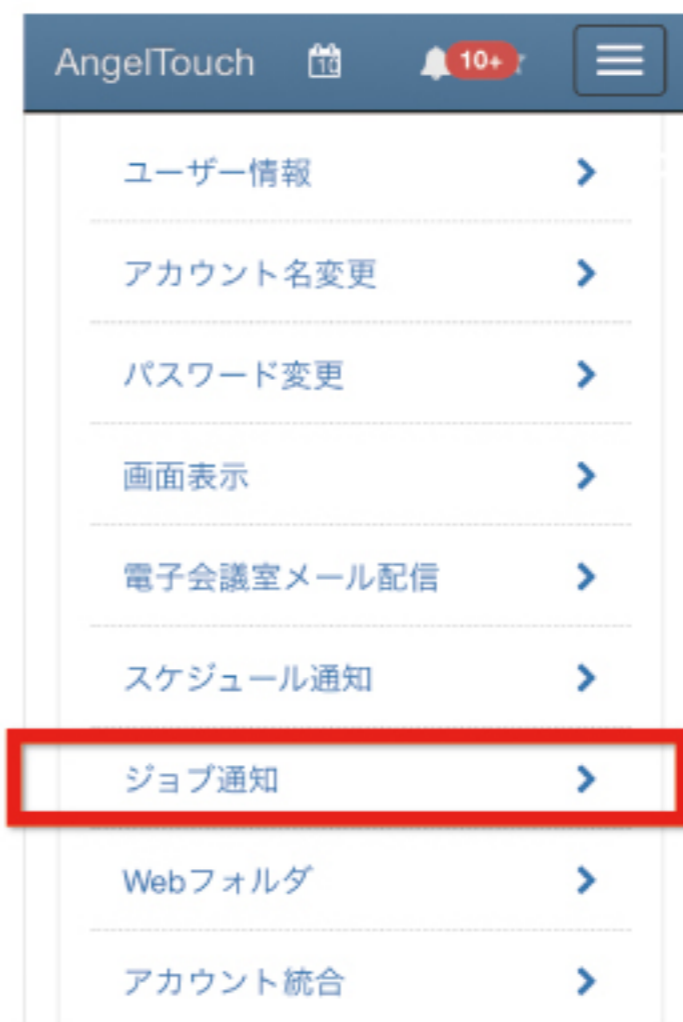 AngelTouch 10 10+
ユーザー情報
アカウント名変更
パスワード変更
画面表示
電子会議室メール配信
スケジュール通知
ジョブ通知
Webフォルダ
アカウント統合